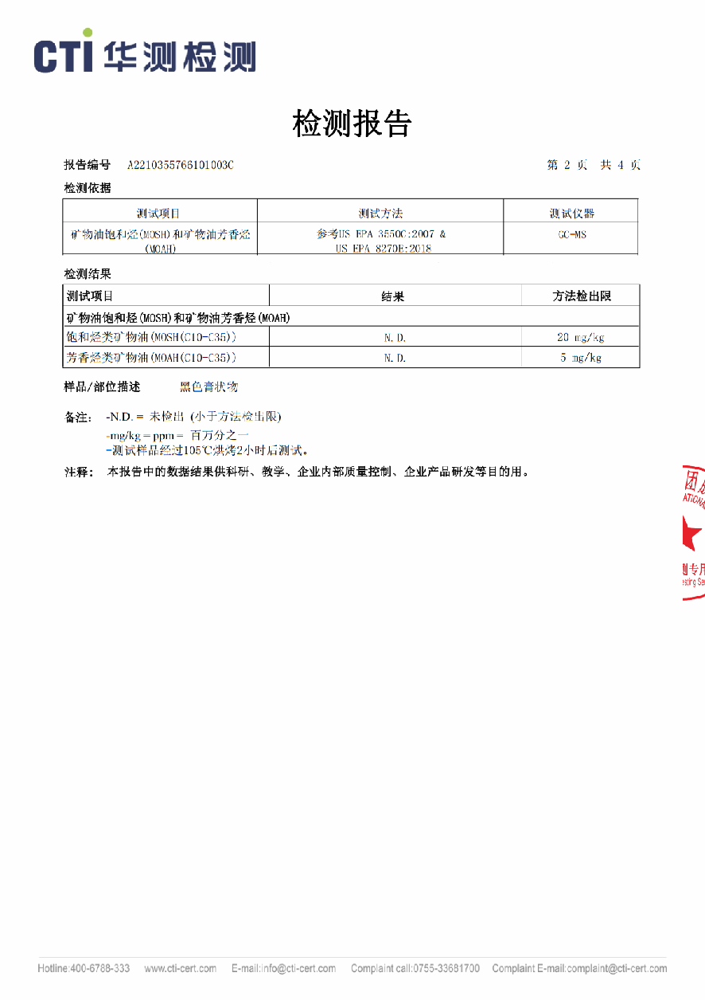 CTI 华测检测
检测报告
报告编号 A2210355766101003C 第 2 页 共 4 页
检测依据
测试项目 测试方法 测试仪器
矿物油饱和烃(MOSH)和矿物油芳香烃 参考US EPA 3550C:2007 & GC-MS
(MOAH) US EPA 8270E:2018
检测结果
测试项目 结果 方法检出限
矿物油饱和烃(MOSH)和矿物油芳香烃(MOAH)
饱和烃类矿物油(MOSH(C10-C35)) N.D. 20 mg/kg
芳香烃类矿物油(MOAH(C10-C35)) N.D. 5 mg/kg
样品/部位描述 黑色膏状物
备注: -N.D. = 未检出 (小于方法检出限)
-mg/kg = ppm = 百万分之一
-测试样品经过105℃烘烤2小时后测试。
注释: 本报告中的数据结果供科研、教学、企业内部质量控制、企业产品研发等目的用。
团
ATIONA
测专用
esting Se
Hotline:400-6788-333 www.cti-cert.com E-mail:info@cti-cert.com Complaint call:0755-33681700 Complaint E-mail:complaint@cti-cert.com